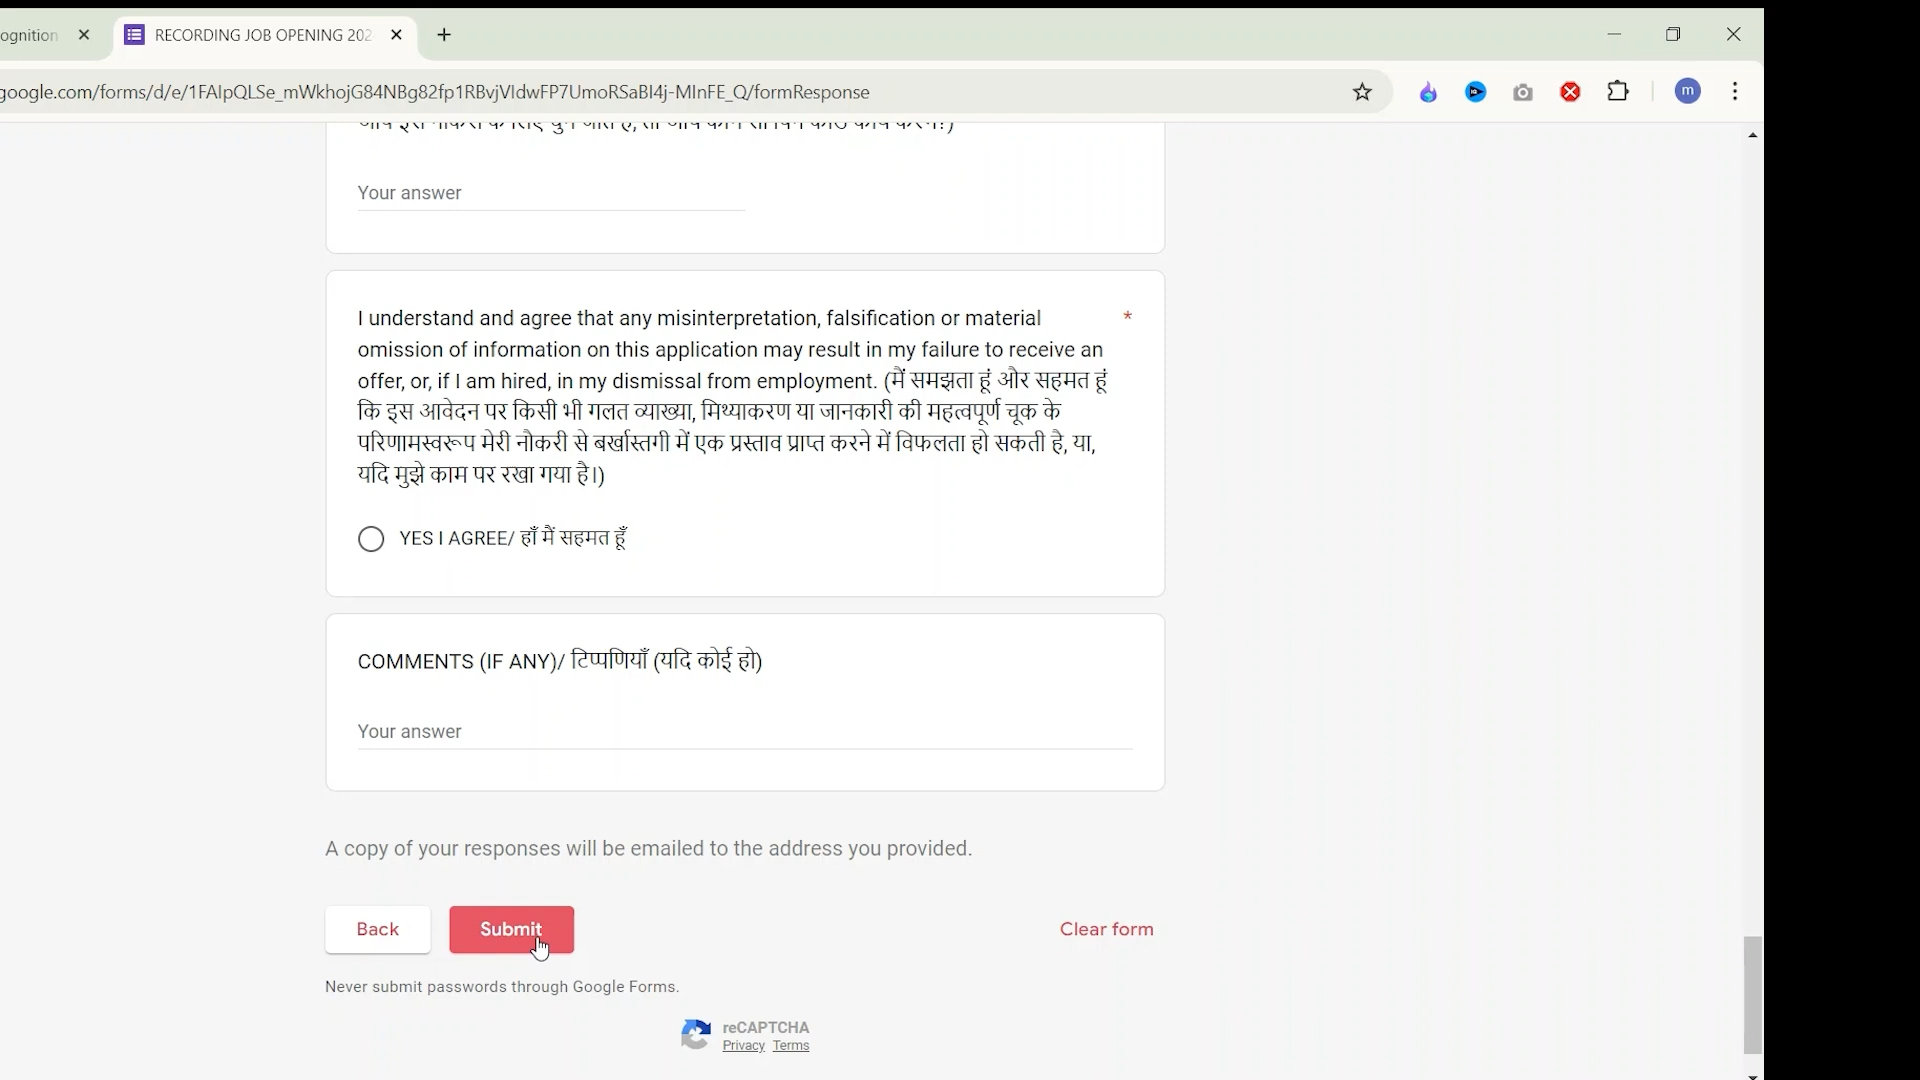 ognition
RECORDING JOB OPENING 202
google.com/forms/d/e/1FAIpQLSe_mWkhojG84NBg82fp1RBvjVIdwFP7UmoRSaBI4j-MInFE_Q/formResponse
m
Your answer
I understand and agree that any misinterpretation, falsification or material *
omission of information on this application may result in my failure to receive an
offer, or, if I am hired, in my dismissal from employment. (मैं समझता हूं और सहमत हूं
कि इस आवेदन पर किसी भी गलत व्याख्या, मिथ्याकरण या जानकारी की महत्वपूर्ण चूक के
परिणामस्वरूप मेरी नौकरी से बर्खास्तगी में एक प्रस्ताव प्राप्त करने में विफलता हो सकती है, या,
यदि मुझे काम पर रखा गया है।)
YES I AGREE/ हाँ मैं सहमत हूँ
COMMENTS (IF ANY)/ टिप्पणियाँ (यदि कोई हो)
Your answer
A copy of your responses will be emailed to the address you provided.
Back
Submit
Clear form
Never submit passwords through Google Forms.
reCAPTCHA
Privacy Terms